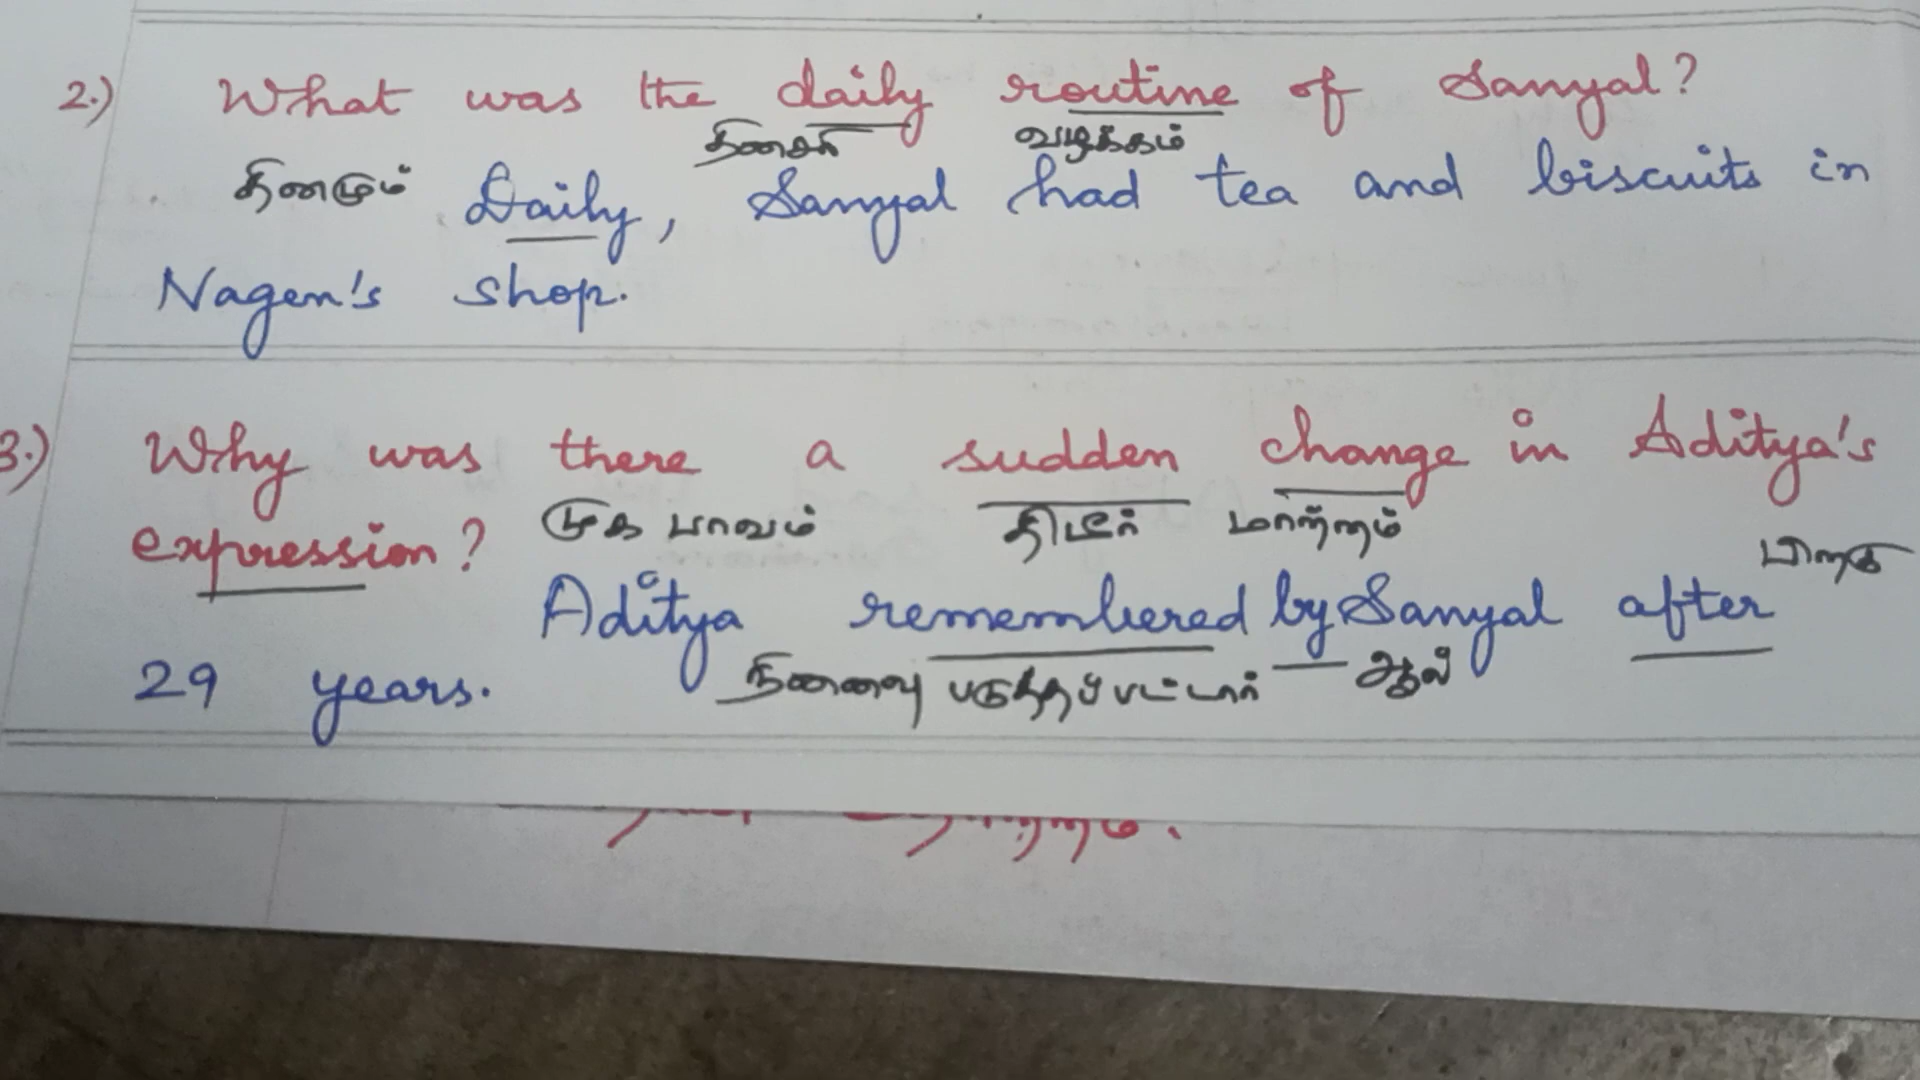 2.) What was the daily routine of Sanyal?
தினசரி வழக்கம்
தினமும் Daily, Sanyal had tea and biscuits in
Nagen's shop.
3.) Why was there a sudden change in Aditya's
expression? முக பாவம் திடீர் மாற்றம்
பிறகு
Aditya remembered by Sanyal after
29 years. நினைவு படுத்தப்பட்டார் ஆல்